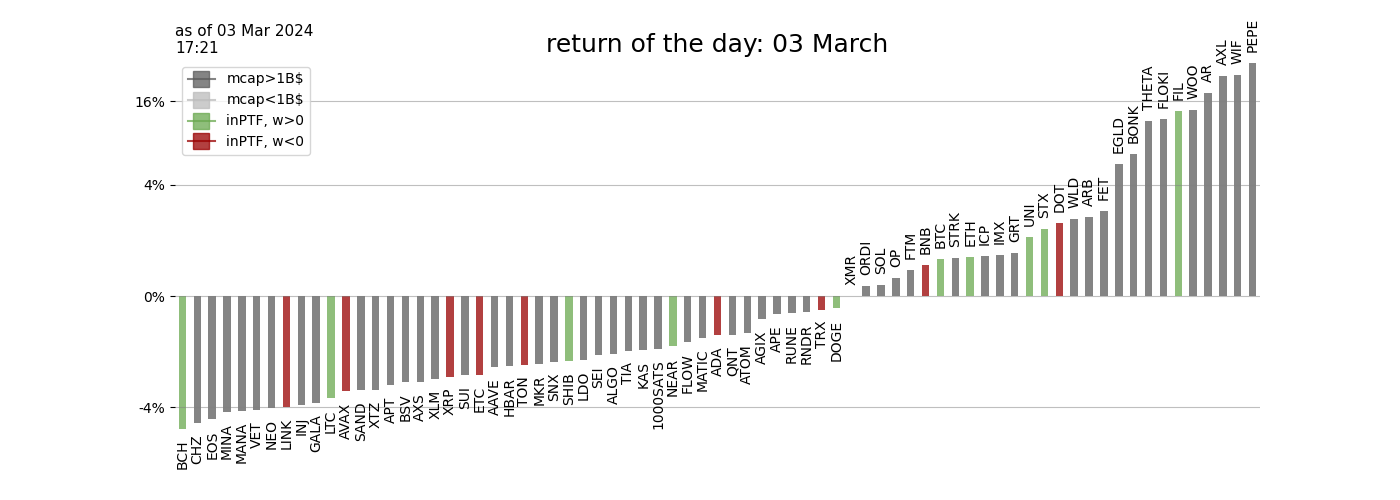 as of 03 Mar 2024
17:21
return of the day: 03 March
mcap>1B$
mcap<1B$
inPTF, w>0
inPTF, w<0
16%
4%
0%
-4%
BCH
CHZ
EOS
MINA
MANA
VET
NEO
LINK
INJ
GALA
LTC
AVAX
SAND
XTZ
APT
BSV
AXS
XLM
XRP
SUI
ETC
AAVE
HBAR
TON
MKR
SNX
SHIB
LDO
SEI
ALGO
TIA
KAS
1000SATS
NEAR
FLOW
MATIC
ADA
QNT
ATOM
AGIX
APE
RUNE
RNDR
TRX
DOGE
XMR
ORDI
SOL
OP
FTM
BNB
BTC
STRK
ETH
ICP
IMX
GRT
UNI
STX
DOT
WLD
ARB
FET
EGLD
BONK
THETA
FLOKI
FIL
WOO
AR
AXL
WIF
PEPE